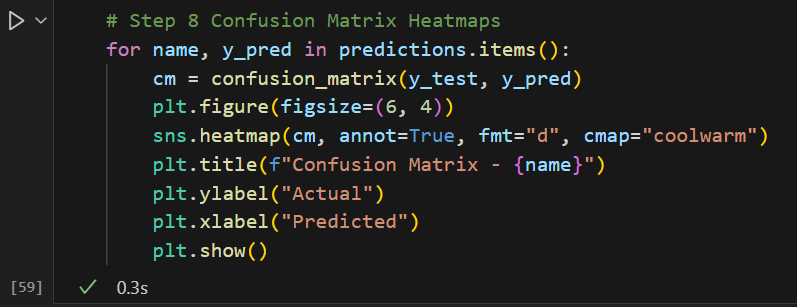 # Step 8 Confusion Matrix Heatmaps
for name, y_pred in predictions.items():
    cm = confusion_matrix(y_test, y_pred)
    plt.figure(figsize=(6, 4))
    sns.heatmap(cm, annot=True, fmt="d", cmap="coolwarm")
    plt.title(f"Confusion Matrix - {name}")
    plt.ylabel("Actual")
    plt.xlabel("Predicted")
    plt.show()
[59] ✓ 0.3s